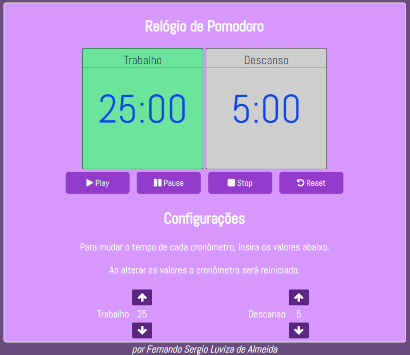 Relógio de Pomodoro
Trabalho Descanso
25:00 5:00
Play Pause Stop Reset
Configurações
Para mudar o tempo de cada cronômetro, insira os valores abaixo.
Ao alterar os valores o cronômetro será reiniciado.
Trabalho 25 Descanso 5
por Fernando Sergio Luviza de Almeida